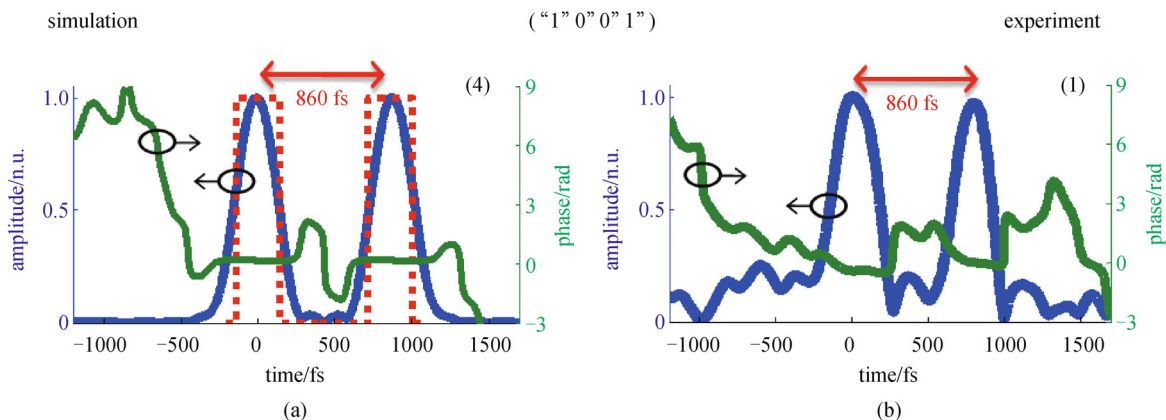 simulation
(“1” 0” 0” 1”)
experiment
(4)
860 fs
1.0
0.5
0
amplitude/n.u.
9
6
3
0
−3
phase/rad
−1000 −500 0 500 1000 1500
time/fs
(a)
(1)
860 fs
1.0
0.5
0
amplitude/n.u.
9
6
3
0
−3
phase/rad
−1000 −500 0 500 1000 1500
time/fs
(b)